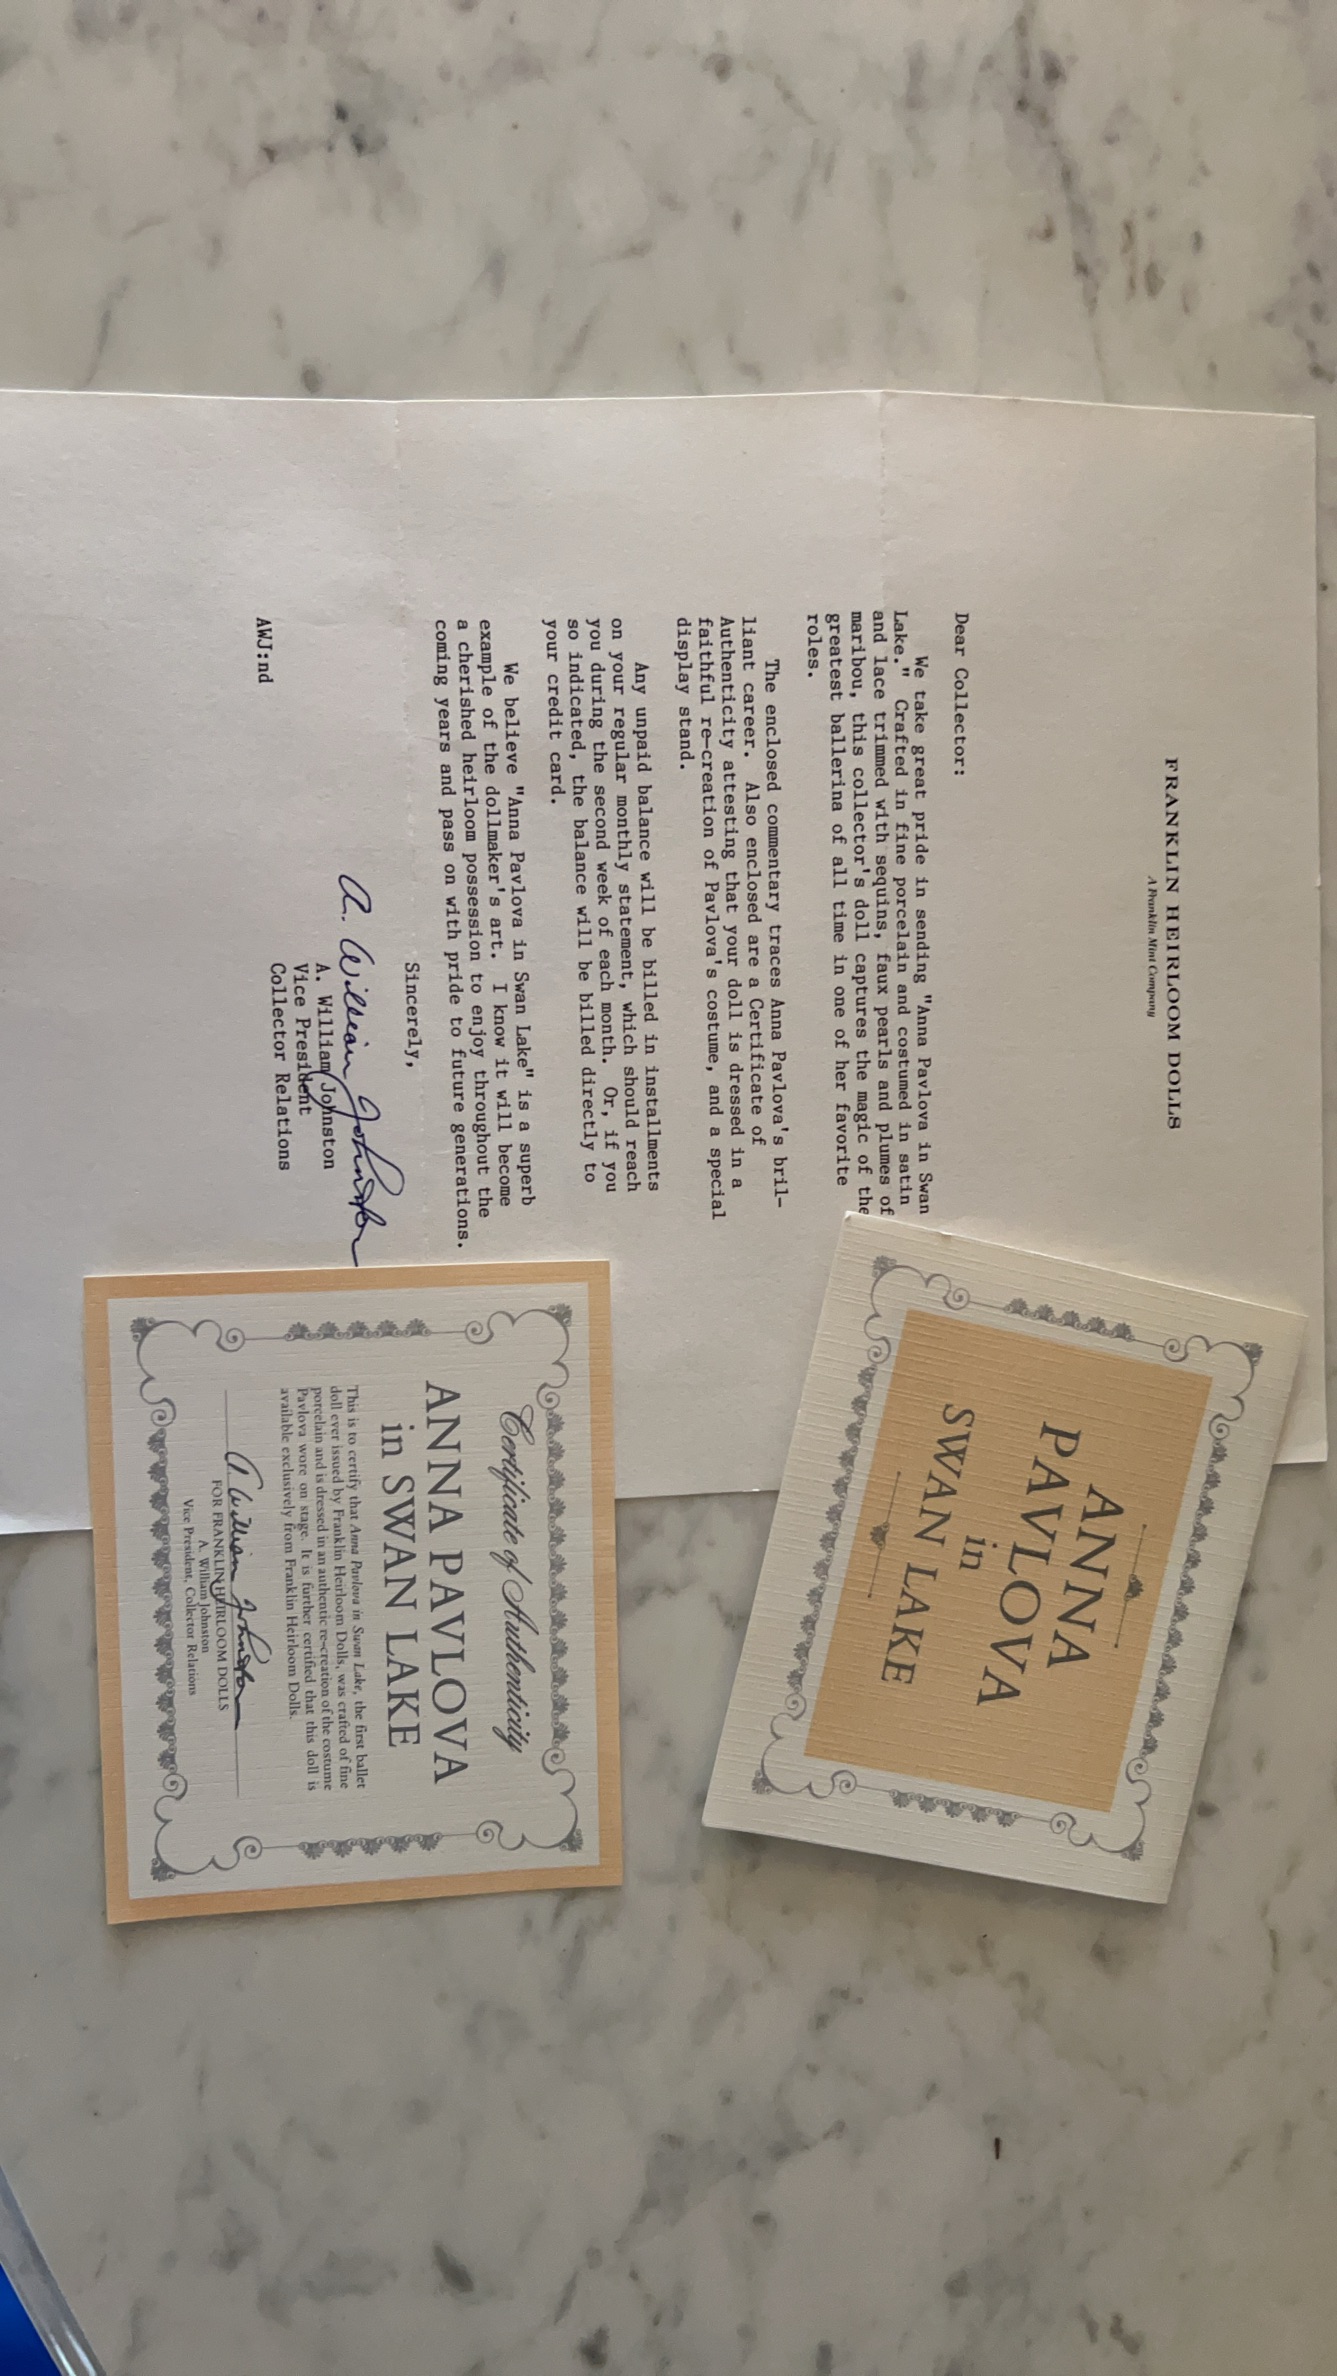 FRANKLIN HEIRLOOM DOLLS
A Franklin Mint Company
Dear Collector:
We take great pride in sending "Anna Pavlova in Swan
Lake." Crafted in fine porcelain and costumed in satin
and lace trimmed with sequins, faux pearls and plumes of
maribou, this collector's doll captures the magic of the
greatest ballerina of all time in one of her favorite
roles.
The enclosed commentary traces Anna Pavlova's bril-
liant career. Also enclosed are a Certificate of
Authenticity attesting that your doll is dressed in a
faithful re-creation of Pavlova's costume, and a special
display stand.
Any unpaid balance will be billed in installments
on your regular monthly statement, which should reach
you during the second week of each month. Or, if you
so indicated, the balance will be billed directly to
your credit card.
We believe "Anna Pavlova in Swan Lake" is a superb
example of the dollmaker's art. I know it will become
a cherished heirloom possession to enjoy throughout the
coming years and pass on with pride to future generations.
Sincerely,
A. William Johnston
A. William Johnston
Vice President
Collector Relations
AWJ:nd
ANNA
PAVLOVA
in
SWAN LAKE
Certificate of Authenticity
ANNA PAVLOVA
in SWAN LAKE
This is to certify that Anna Pavlova in Swan Lake, the first ballet
doll ever issued by Franklin Heirloom Dolls, was crafted of fine
porcelain and is dressed in an authentic re-creation of the costume
Pavlova wore on stage. It is further certified that this doll is
available exclusively from Franklin Heirloom Dolls.
A. William Johnston
FOR FRANKLIN HEIRLOOM DOLLS
A. William Johnston
Vice President, Collector Relations